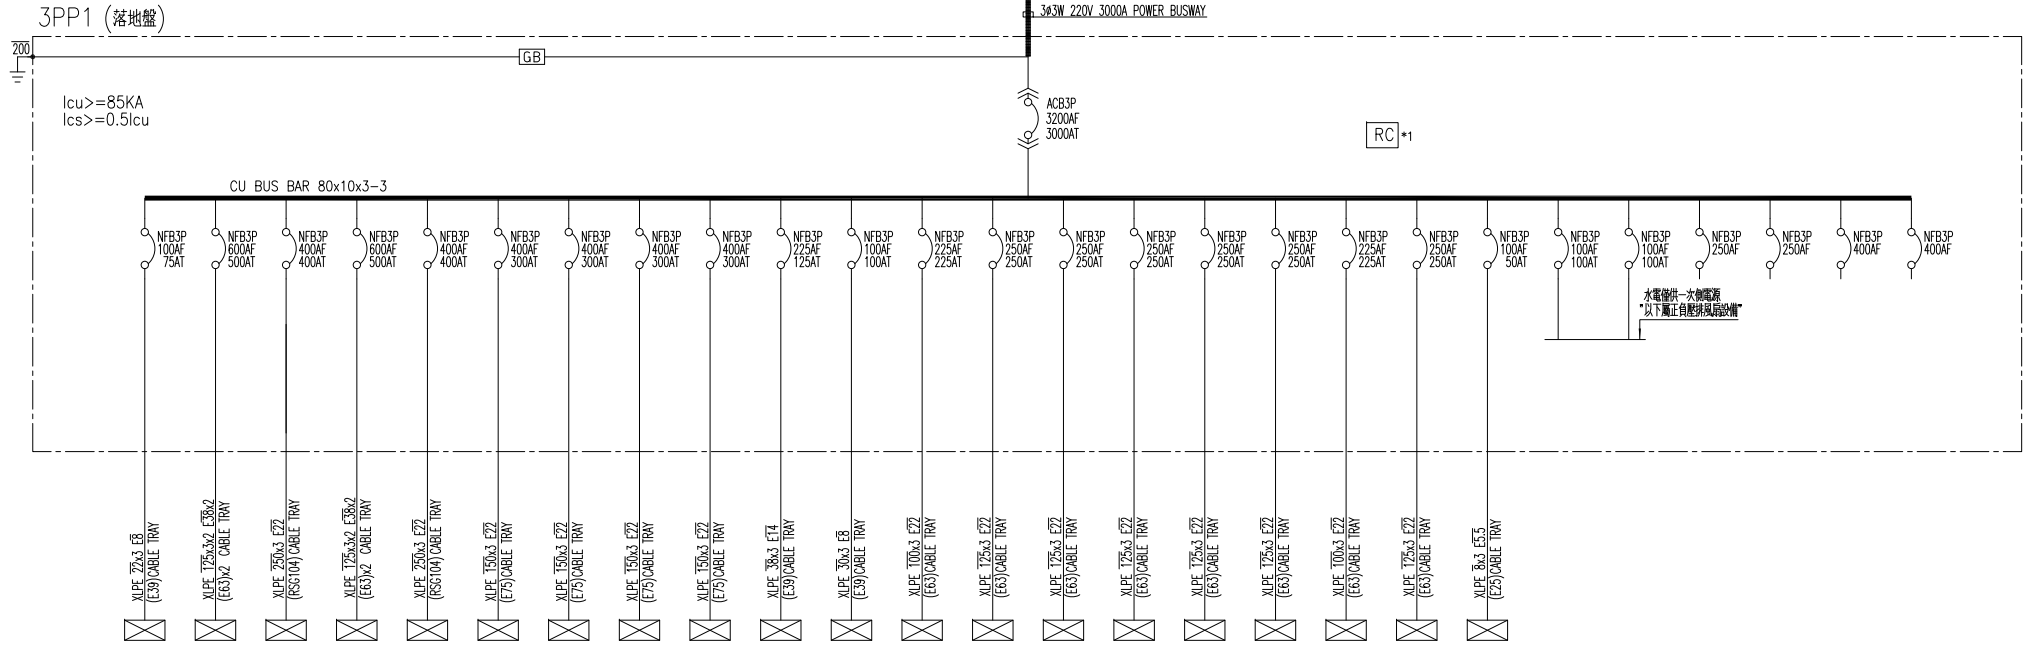 3PP1 (落地盤)
3ø3W 220V 3000A POWER BUSWAY
200
GB
Icu>=85KA
Ics>=0.5Icu
ACB3P
3200AF
3000AT
RC *1
CU BUS BAR 80x10x3-3
NFB3P
100AF
75AT
NFB3P
600AF
500AT
NFB3P
400AF
400AT
NFB3P
600AF
500AT
NFB3P
400AF
400AT
NFB3P
400AF
300AT
NFB3P
400AF
300AT
NFB3P
400AF
300AT
NFB3P
400AF
300AT
NFB3P
225AF
125AT
NFB3P
100AF
100AT
NFB3P
225AF
225AT
NFB3P
250AF
250AT
NFB3P
250AF
250AT
NFB3P
250AF
250AT
NFB3P
250AF
250AT
NFB3P
250AF
250AT
NFB3P
225AF
225AT
NFB3P
250AF
250AT
NFB3P
100AF
50AT
NFB3P
100AF
100AT
NFB3P
100AF
100AT
NFB3P
250AF
NFB3P
250AF
NFB3P
400AF
NFB3P
400AF
水電僅供一次側電源
"以下屬正負壓排風扇設備"
XLPE 22x3 E8
(E39)CABLE TRAY
XLPE 125x3x2 E38x2
(E63)x2 CABLE TRAY
XLPE 250x3 E22
(RSG104)CABLE TRAY
XLPE 125x3x2 E38x2
(E63)x2 CABLE TRAY
XLPE 250x3 E22
(RSG104)CABLE TRAY
XLPE 150x3 E22
(E75)CABLE TRAY
XLPE 150x3 E22
(E75)CABLE TRAY
XLPE 150x3 E22
(E75)CABLE TRAY
XLPE 150x3 E22
(E75)CABLE TRAY
XLPE 38x3 E14
(E39)CABLE TRAY
XLPE 30x3 E8
(E39)CABLE TRAY
XLPE 100x3 E22
(E63)CABLE TRAY
XLPE 125x3 E22
(E63)CABLE TRAY
XLPE 125x3 E22
(E63)CABLE TRAY
XLPE 125x3 E22
(E63)CABLE TRAY
XLPE 125x3 E22
(E63)CABLE TRAY
XLPE 125x3 E22
(E63)CABLE TRAY
XLPE 100x3 E22
(E63)CABLE TRAY
XLPE 125x3 E22
(E63)CABLE TRAY
XLPE 8x3 E5.5
(E25)CABLE TRAY